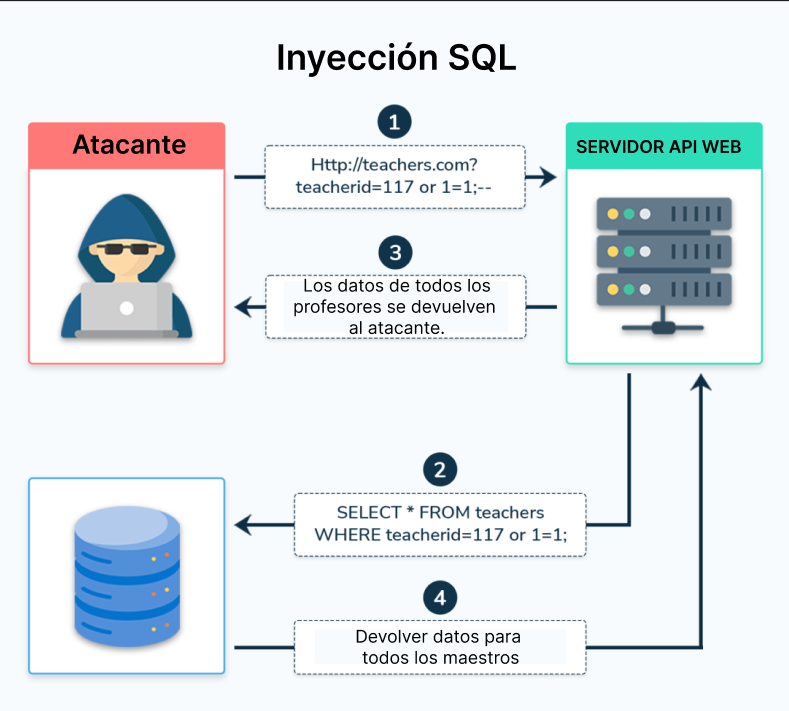 Inyección SQL
Atacante
1
Http://teachers.com?
teacherid=117 or 1=1;--
SERVIDOR API WEB
3
Los datos de todos los
profesores se devuelven
al atacante.
2
SELECT * FROM teachers
WHERE teacherid=117 or 1=1;
4
Devolver datos para
todos los maestros